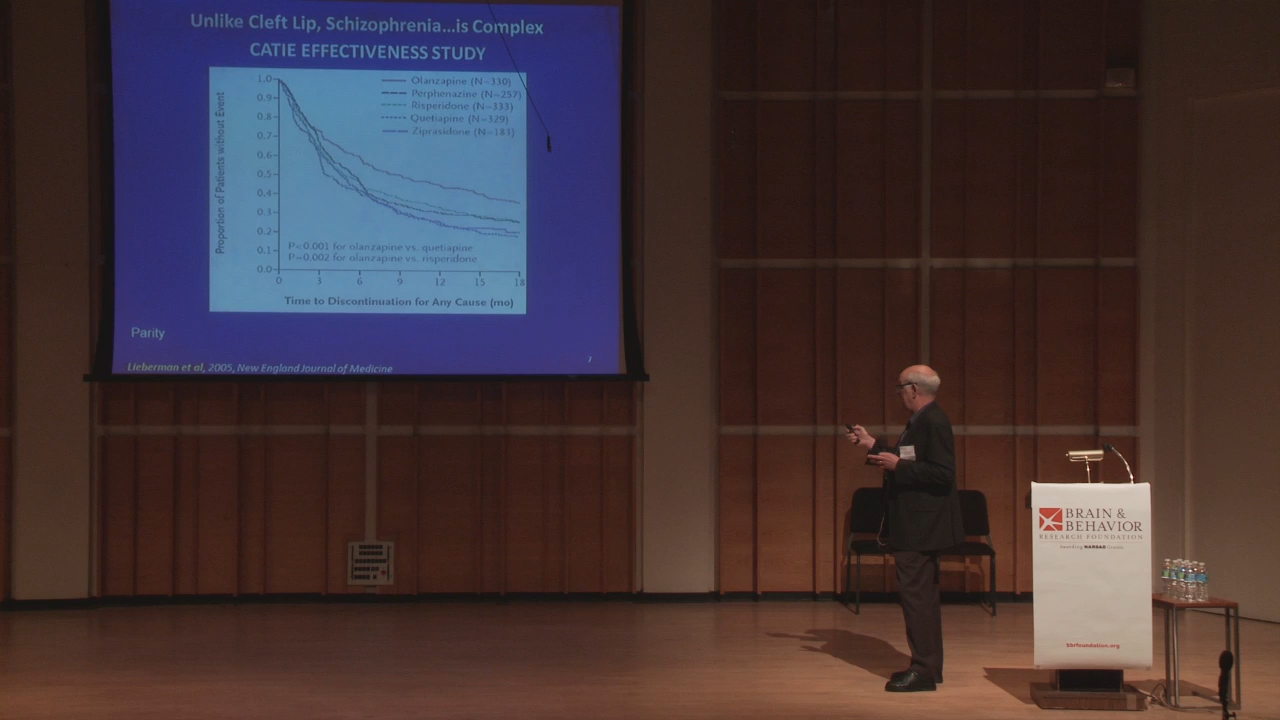 Unlike Cleft Lip, Schizophrenia...is Complex
CATIE EFFECTIVENESS STUDY
Proportion of Patients without Event
1.0
0.9
0.8
0.7
0.6
0.5
0.4
0.3
0.2
0.1
0.0
Olanzapine (N=330)
Perphenazine (N=257)
Risperidone (N=333)
Quetiapine (N=329)
Ziprasidone (N=183)
P<0.001 for olanzapine vs. quetiapine
P=0.002 for olanzapine vs. risperidone
0 3 6 9 12 15 18
Time to Discontinuation for Any Cause (mo)
Parity
7
Lieberman et al, 2005, New England Journal of Medicine
BRAIN &
BEHAVIOR
RESEARCH FOUNDATION
NARSAD
bbrfoundation.org